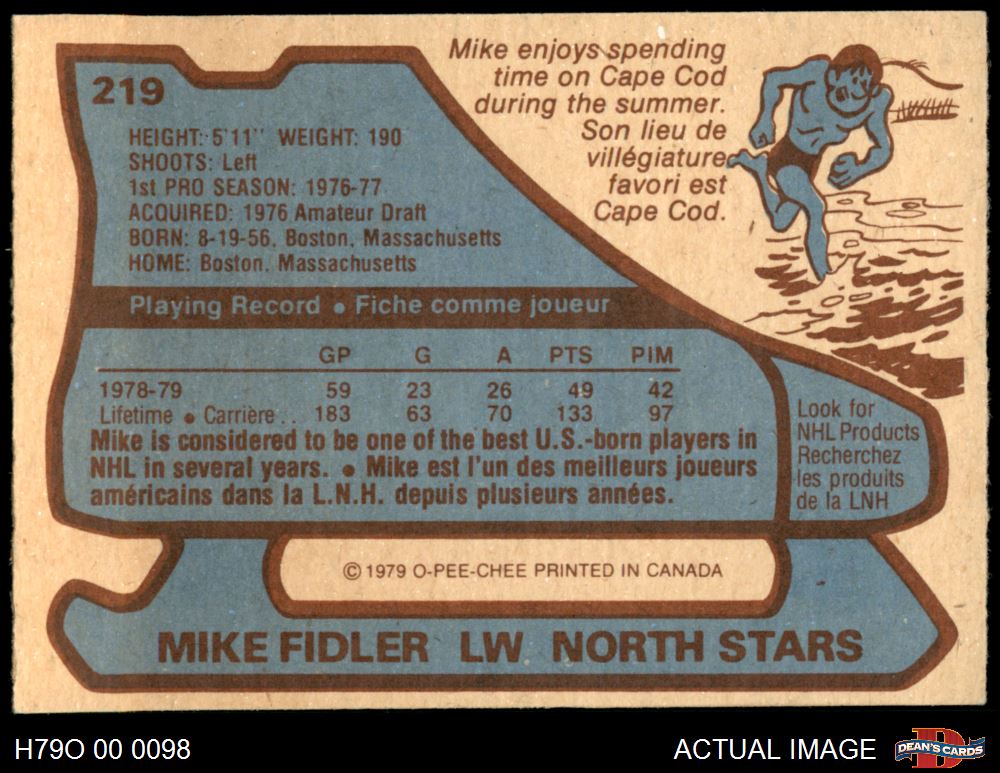 219
Mike enjoys spending
time on Cape Cod
during the summer.
Son lieu de
villégiature
favori est
Cape Cod.
HEIGHT: 5'11" WEIGHT: 190
SHOOTS: Left
1st PRO SEASON: 1976-77
ACQUIRED: 1976 Amateur Draft
BORN: 8-19-56, Boston, Massachusetts
HOME: Boston, Massachusetts
Playing Record • Fiche comme joueur
GP G A PTS PIM
1978-79 59 23 26 49 42
Lifetime • Carrière .. 183 63 70 133 97
Mike is considered to be one of the best U.S.-born players in
NHL in several years. • Mike est l'un des meilleurs joueurs
américains dans la L.N.H. depuis plusieurs années.
Look for
NHL Products
Recherchez
les produits
de la LNH
© 1979 O-PEE-CHEE PRINTED IN CANADA
MIKE FIDLER LW NORTH STARS
H79O 00 0098
ACTUAL IMAGE
D
DEAN'S CARDS